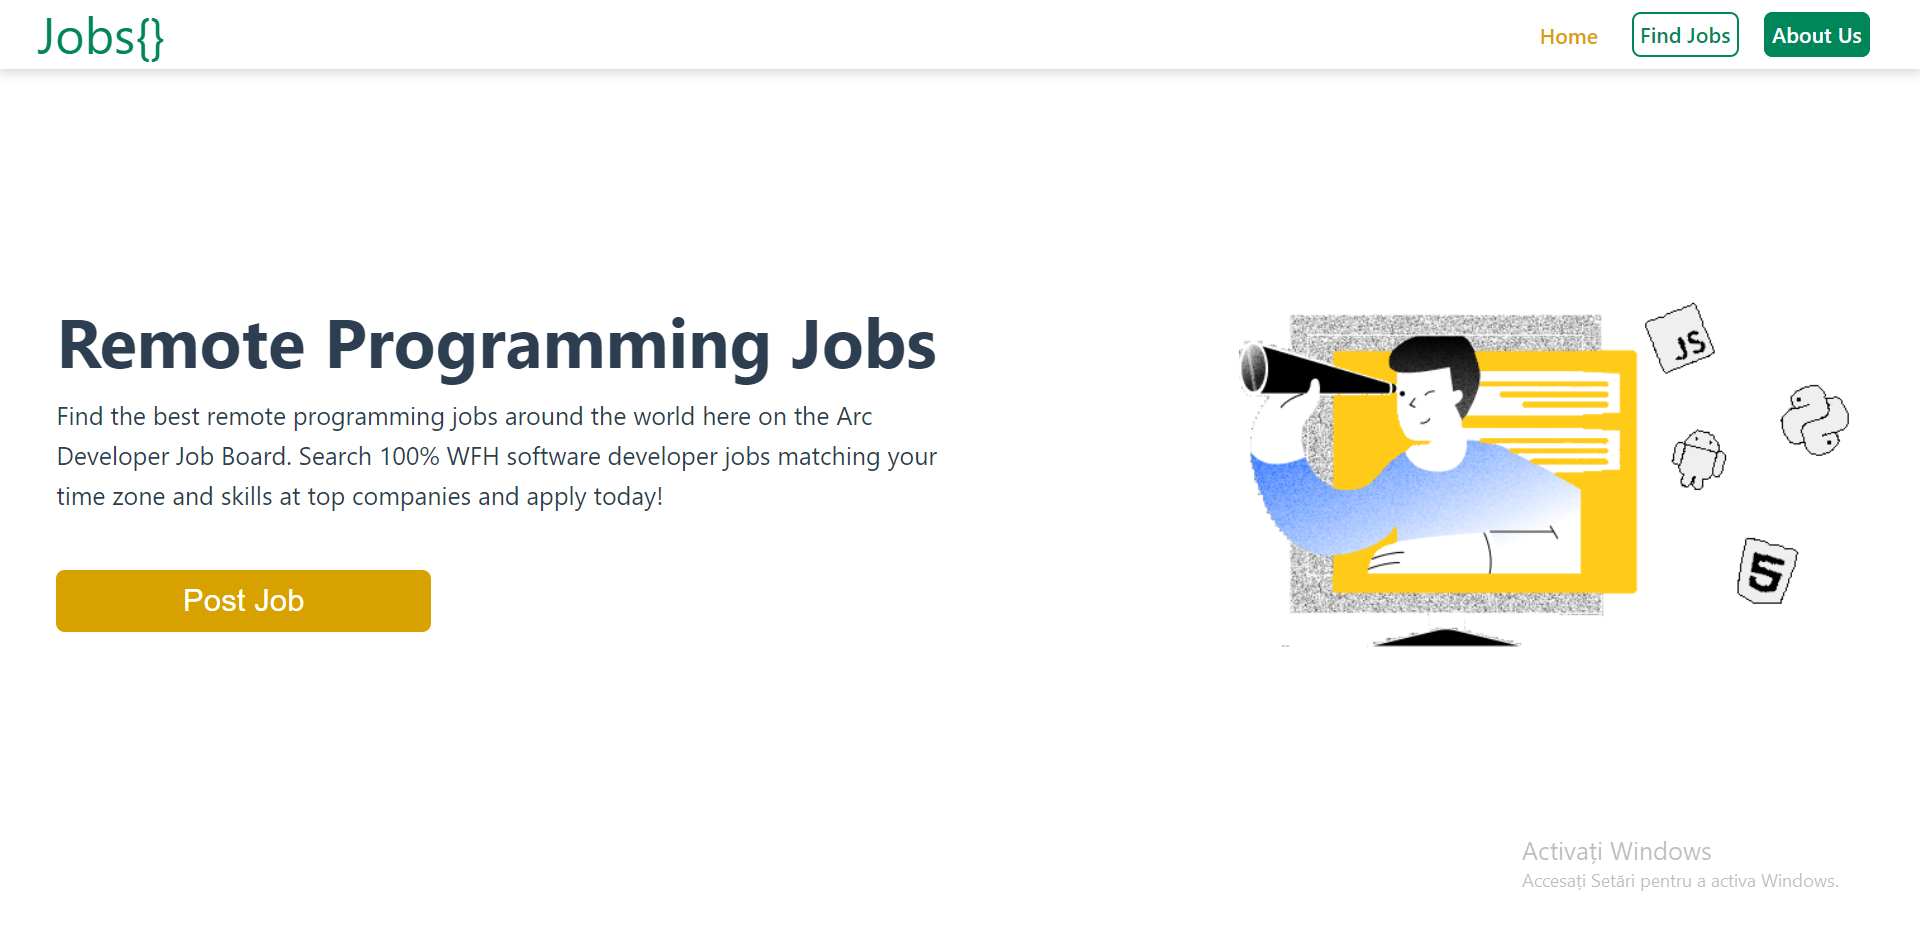 Jobs{}
Home
Find Jobs
About Us
Remote Programming Jobs
Find the best remote programming jobs around the world here on the Arc
Developer Job Board. Search 100% WFH software developer jobs matching your
time zone and skills at top companies and apply today!
Post Job
JS
5
Activați Windows
Accesați Setări pentru a activa Windows.